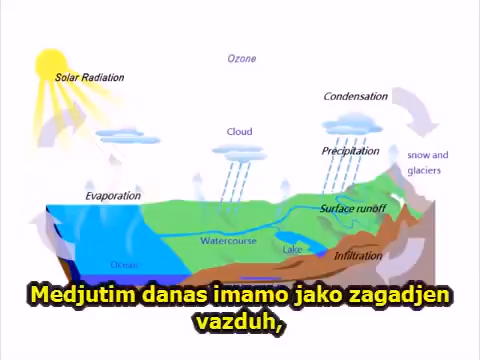 Ozone
Solar Radiation
Condensation
Cloud
Precipitation
snow and
glaciers
Evaporation
Surface runoff
Watercourse
Lake
Infiltration
Ocean
Medjutim danas imamo jako zagadjen
vazduh,